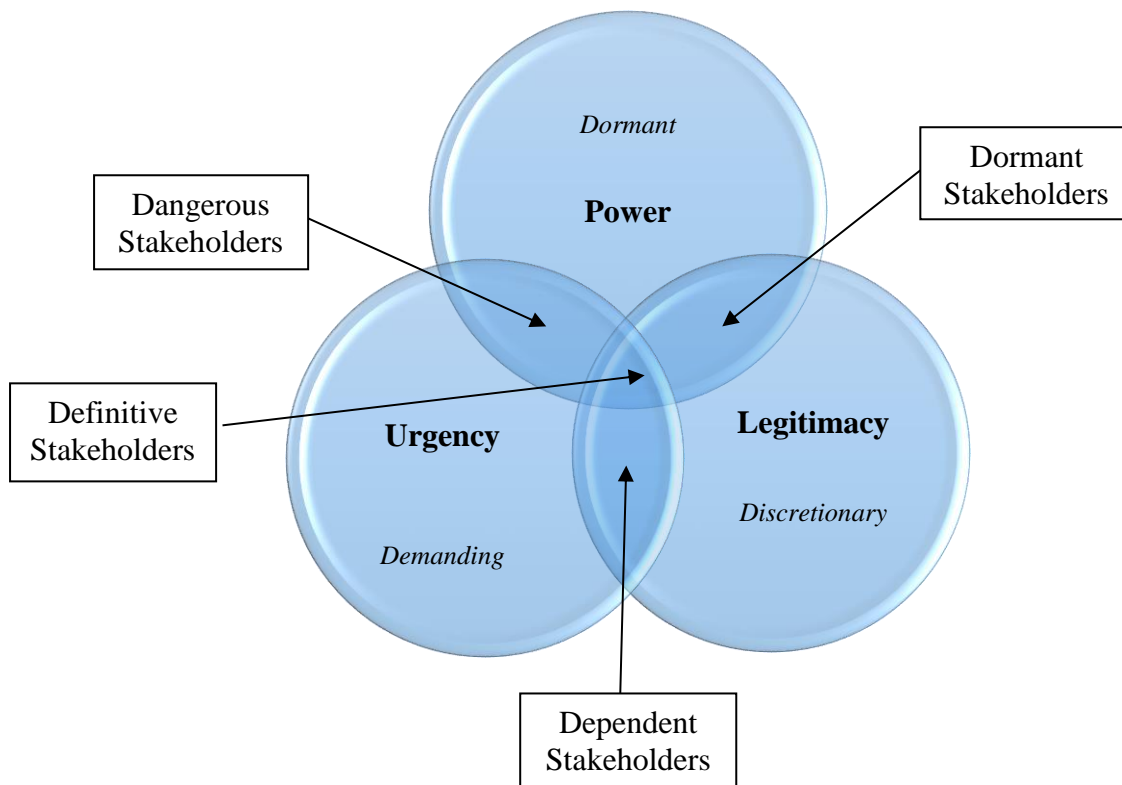 Dormant
Dormant
Stakeholders
Power
Dangerous
Stakeholders
Definitive
Stakeholders
Urgency
Legitimacy
Discretionary
Demanding
Dependent
Stakeholders